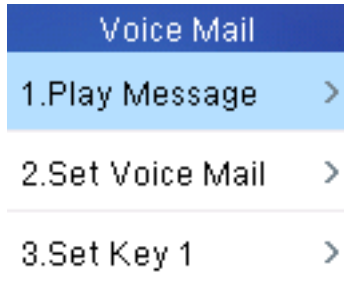 Voice Mail
1.Play Message
2.Set Voice Mail
3.Set Key 1